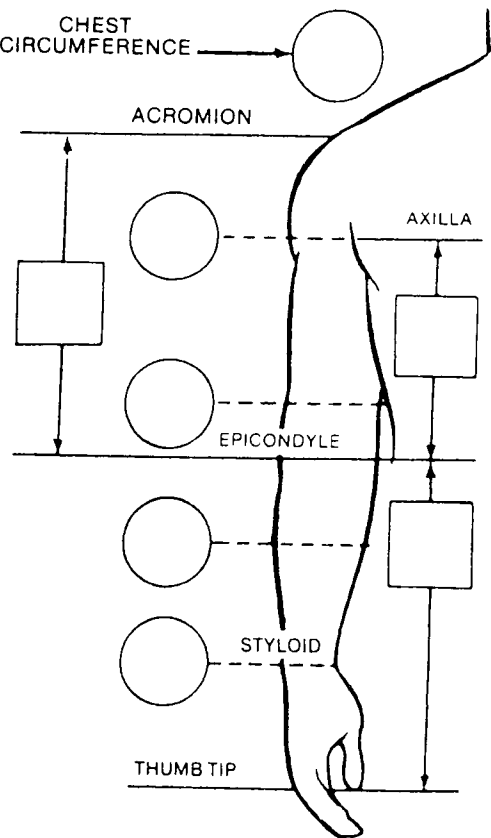 CHEST
CIRCUMFERENCE
ACROMION
AXILLA
EPICONDYLE
STYLOID
THUMB TIP